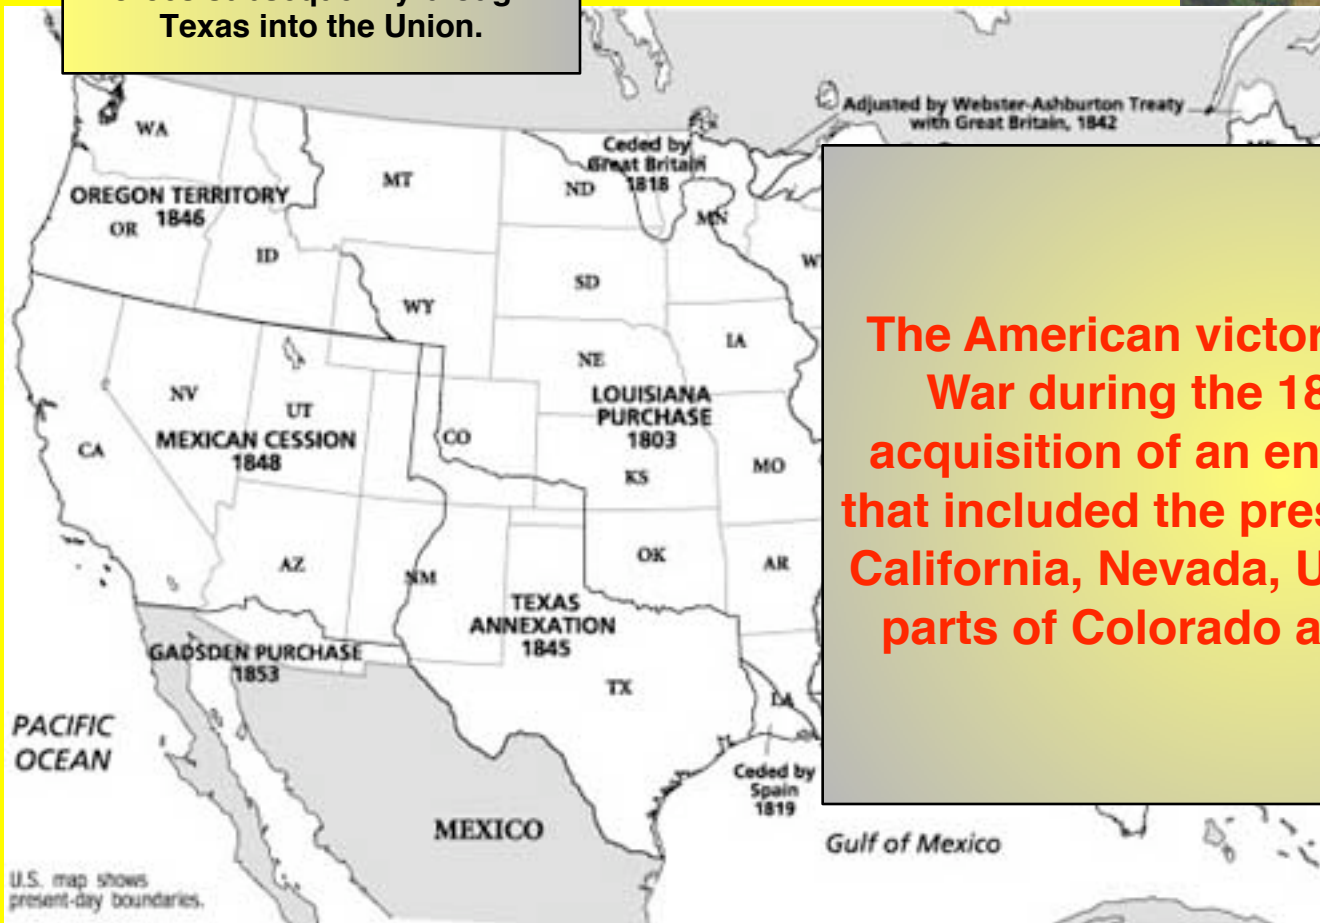 Texas into the Union.
Adjusted by Webster-Ashburton Treaty
with Great Britain, 1842
WA
OREGON TERRITORY
1846
OR
ID
MT
Ceded by
Great Britain
1818
ND
MN
SD
WY
IA
NE
LOUISIANA
PURCHASE
1803
NV
UT
MEXICAN CESSION
1848
CA
CO
KS
MO
AZ
NM
OK
AR
TEXAS
ANNEXATION
1845
GADSDEN PURCHASE
1853
TX
LA
Ceded by
Spain
1819
PACIFIC
OCEAN
MEXICO
Gulf of Mexico
U.S. map shows
present-day boundaries.
The American
War during the
acquisition of an
that included the
California, Nevada,
parts of Colorado